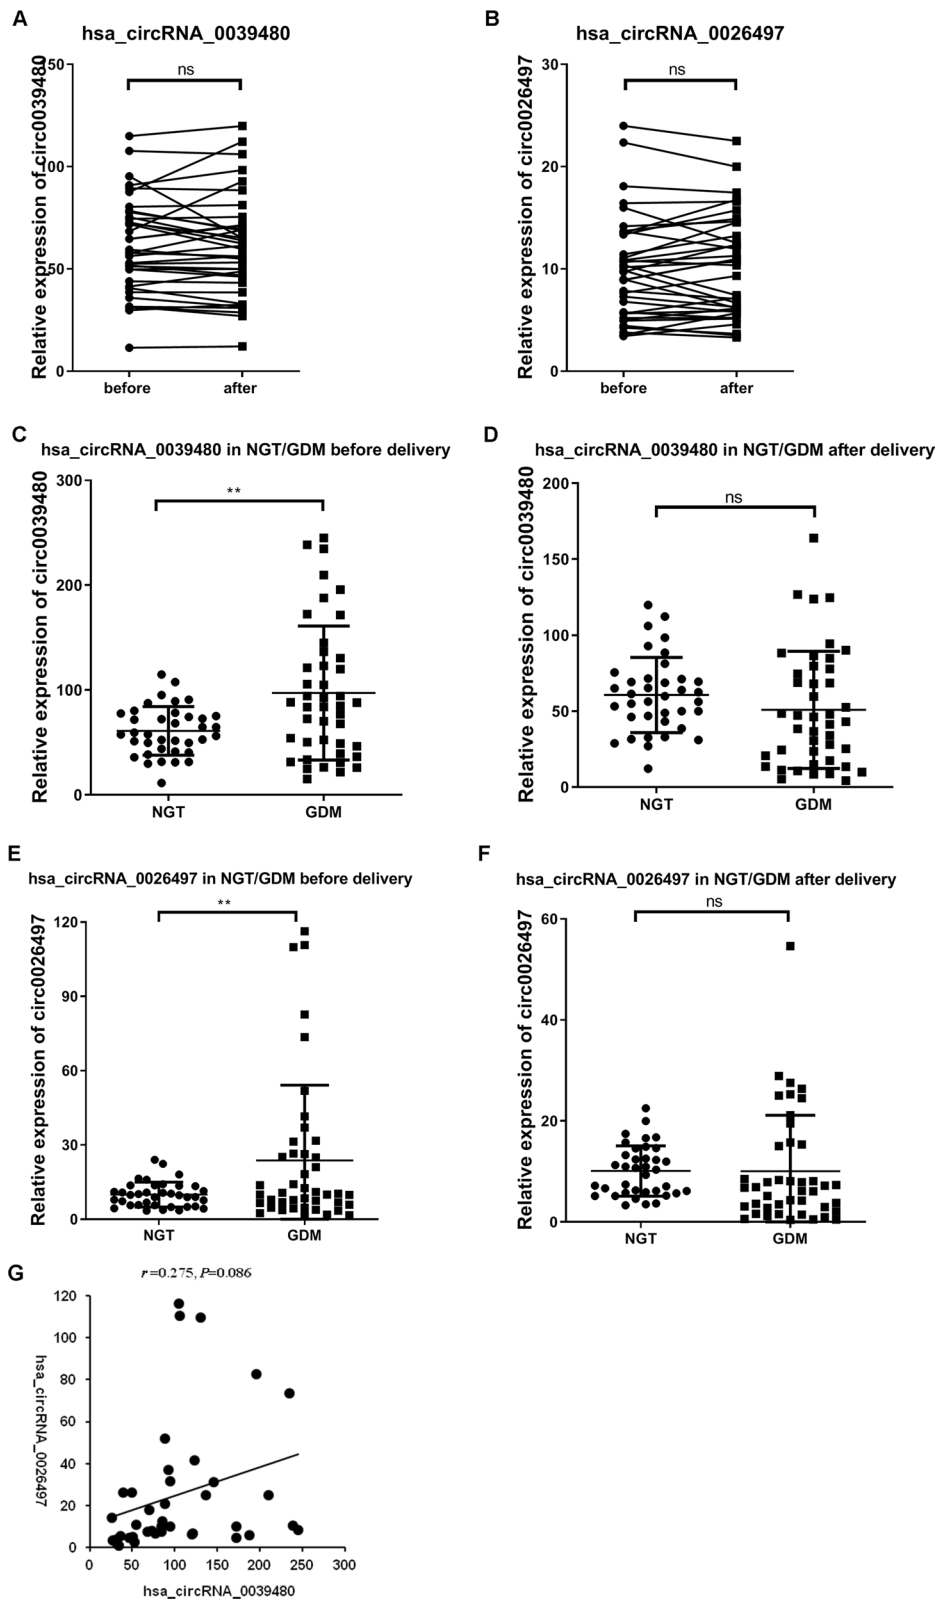 A
hsa_circRNA_0039480
Relative expression of circ0039480
150
100
50
0
ns
before
after
B
hsa_circRNA_0026497
Relative expression of circ0026497
30
20
10
0
ns
before
after
C
hsa_circRNA_0039480 in NGT/GDM before delivery
Relative expression of circ0039480
300
200
100
0
**
NGT
GDM
D
hsa_circRNA_0039480 in NGT/GDM after delivery
Relative expression of circ0039480
200
150
100
50
0
ns
NGT
GDM
E
hsa_circRNA_0026497 in NGT/GDM before delivery
Relative expression of circ0026497
120
90
60
30
0
**
NGT
GDM
F
hsa_circRNA_0026497 in NGT/GDM after delivery
Relative expression of circ0026497
60
40
20
0
ns
NGT
GDM
G
r=0.275, P=0.086
hsa_circRNA_0026497
120
100
80
60
40
20
0
0 50 100 150 200 250 300
hsa_circRNA_0039480